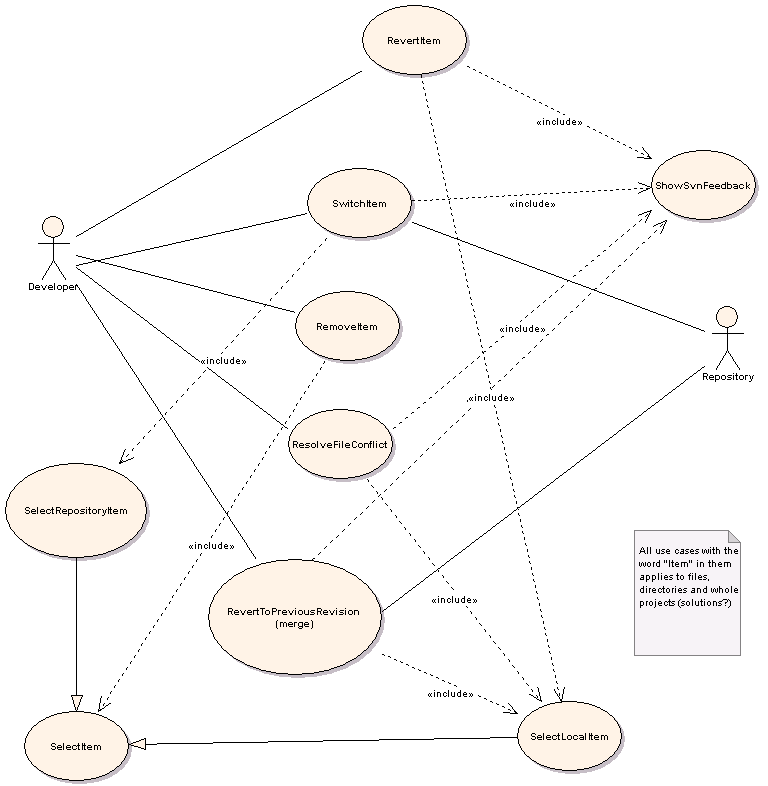 RevertItem
«include»
ShowSvnFeedback
SwitchItem
«include»
Developer
RemoveItem
«include»
«include»
Repository
«include»
ResolveFileConflict
SelectRepositoryItem
«include»
All use cases with the
word "Item" in them
applies to files,
directories and whole
projects (solutions?)
RevertToPreviousRevision
(merge)
«include»
«include»
SelectItem
SelectLocalItem